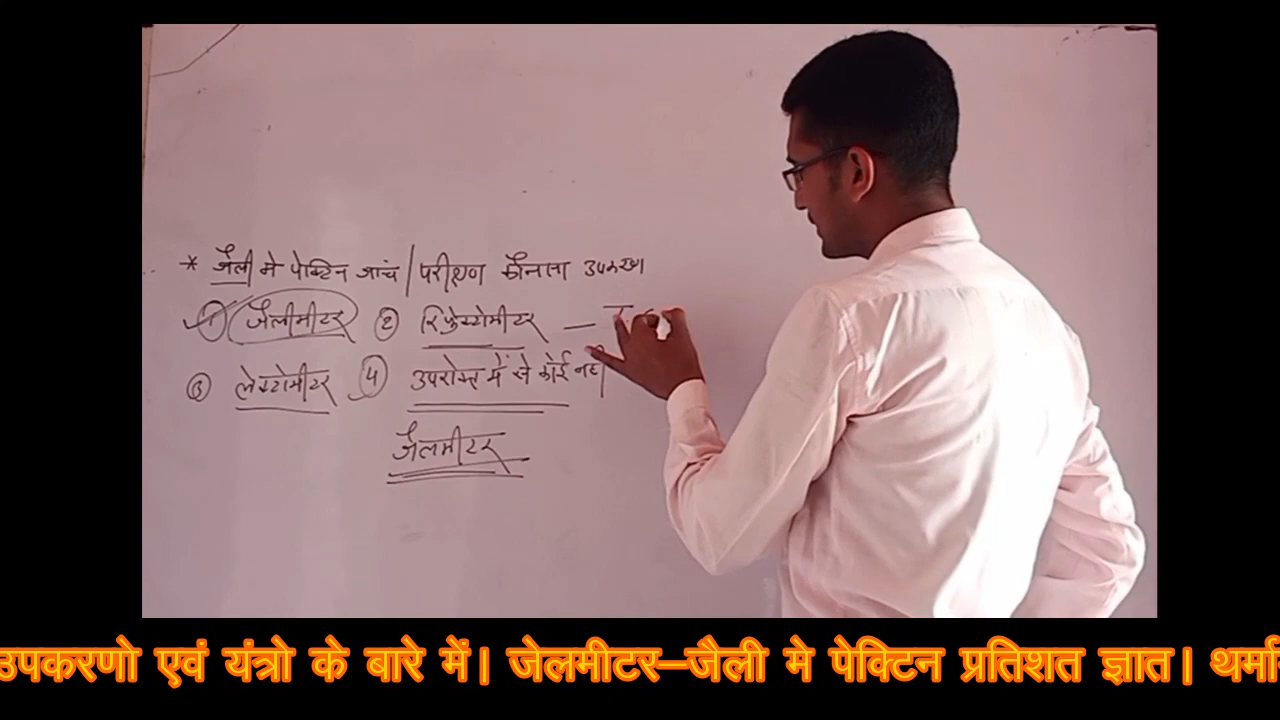 * जैली मे पेक्टिन जांच / परीक्षण कौनसा उपकरण
① जैलीमीटर ② रिफ्रेक्टोमीटर —
③ लेक्टोमीटर ④ उपरोक्त में से कोई नही
जैलमीटर
उपकरणो एवं यंत्रो के बारे में। जेलमीटर–जैली मे पेक्टिन प्रतिशत ज्ञात। थर्मा